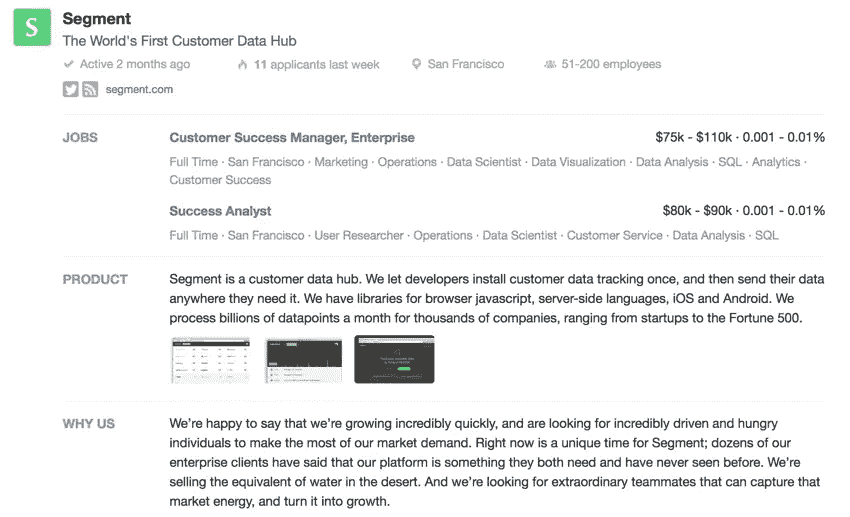 S
Segment
The World's First Customer Data Hub
Active 2 months ago 11 applicants last week San Francisco 51-200 employees
segment.com
JOBS
Customer Success Manager, Enterprise $75k - $110k · 0.001 - 0.01%
Full Time · San Francisco · Marketing · Operations · Data Scientist · Data Visualization · Data Analysis · SQL · Analytics ·
Customer Success
Success Analyst $80k - $90k · 0.001 - 0.01%
Full Time · San Francisco · User Researcher · Operations · Data Scientist · Customer Service · Data Analysis · SQL
PRODUCT
Segment is a customer data hub. We let developers install customer data tracking once, and then send their data
anywhere they need it. We have libraries for browser javascript, server-side languages, iOS and Android. We
process billions of datapoints a month for thousands of companies, ranging from startups to the Fortune 500.
WHY US
We're happy to say that we're growing incredibly quickly, and are looking for incredibly driven and hungry
individuals to make the most of our market demand. Right now is a unique time for Segment; dozens of our
enterprise clients have said that our platform is something they both need and have never seen before. We're
selling the equivalent of water in the desert. And we're looking for extraordinary teammates that can capture that
market energy, and turn it into growth.